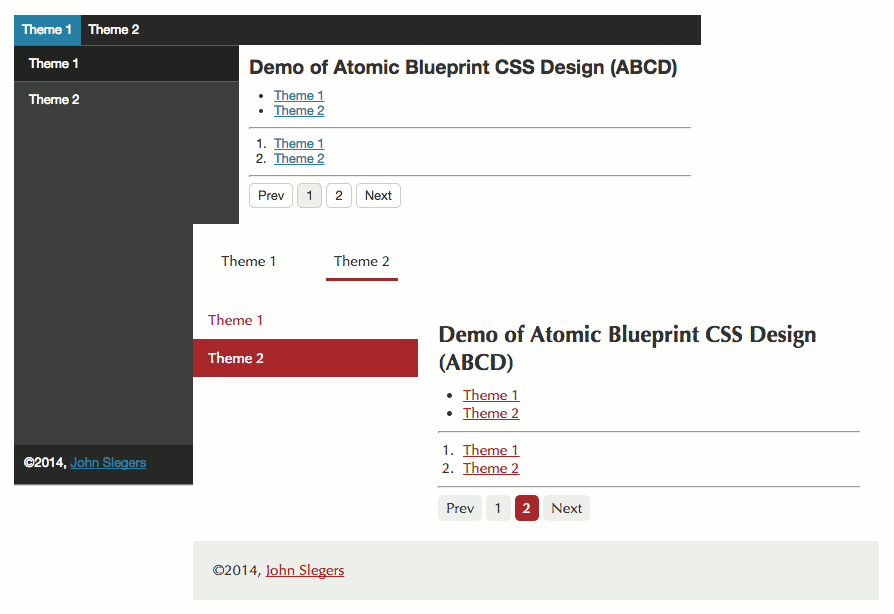 Theme 1 Theme 2
Theme 1
Theme 2
Demo of Atomic Blueprint CSS Design (ABCD)
• Theme 1
• Theme 2
1. Theme 1
2. Theme 2
Prev 1 2 Next
©2014, John Slegers
Theme 1 Theme 2
Theme 1
Theme 2
Demo of Atomic Blueprint CSS Design
(ABCD)
• Theme 1
• Theme 2
1. Theme 1
2. Theme 2
Prev 1 2 Next
©2014, John Slegers